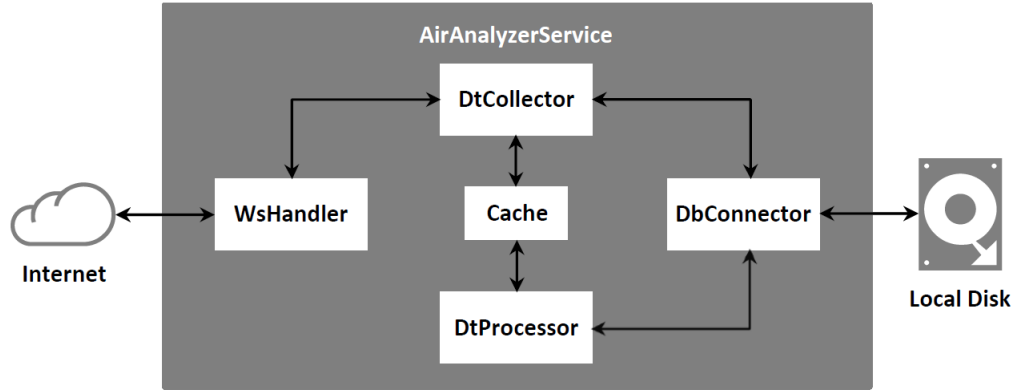 AirAnalyzerService
DtCollector
WsHandler
Cache
DbConnector
Internet
DtProcessor
Local Disk